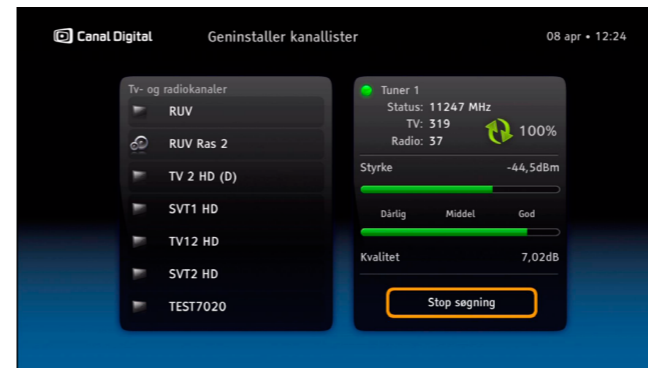 Canal Digital
Geninstaller kanallister
08 apr • 12:24
Tv- og radiokanaler
RUV
RUV Ras 2
TV 2 HD (D)
SVT1 HD
TV12 HD
SVT2 HD
TEST7020
Tuner 1
Status: 11247 MHz
TV: 319
Radio: 37
100%
Styrke -44,5dBm
Dårlig Middel God
Kvalitet 7,02dB
Stop søgning